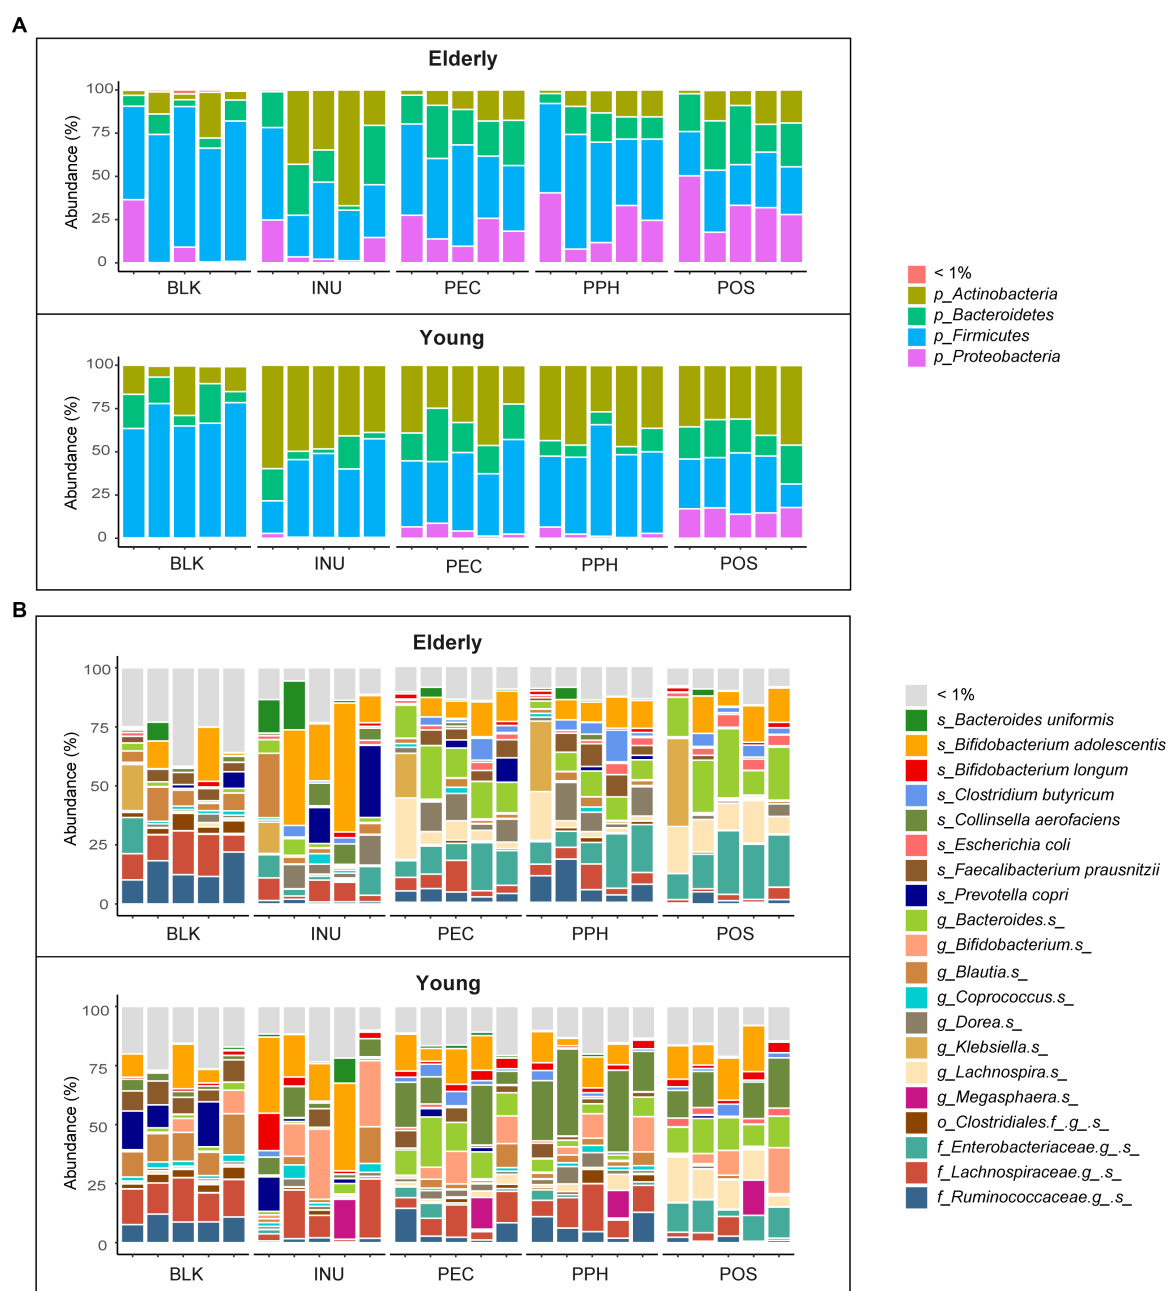 A
Elderly
100
75
50
25
0
Abundance (%)
BLK INU PEC PPH POS
Young
100
75
50
25
0
Abundance (%)
BLK INU PEC PPH POS
< 1%
p_Actinobacteria
p_Bacteroidetes
p_Firmicutes
p_Proteobacteria
B
Elderly
100
75
50
25
0
Abundance (%)
BLK INU PEC PPH POS
Young
100
75
50
25
0
Abundance (%)
BLK INU PEC PPH POS
< 1%
s_Bacteroides uniformis
s_Bifidobacterium adolescentis
s_Bifidobacterium longum
s_Clostridium butyricum
s_Collinsella aerofaciens
s_Escherichia coli
s_Faecalibacterium prausnitzii
s_Prevotella copri
g_Bacteroides.s_
g_Bifidobacterium.s_
g_Blautia.s_
g_Coprococcus.s_
g_Dorea.s_
g_Klebsiella.s_
g_Lachnospira.s_
g_Megasphaera.s_
o_Clostridiales.f_.g_.s_
f_Enterobacteriaceae.g_.s_
f_Lachnospiraceae.g_.s_
f_Ruminococcaceae.g_.s_